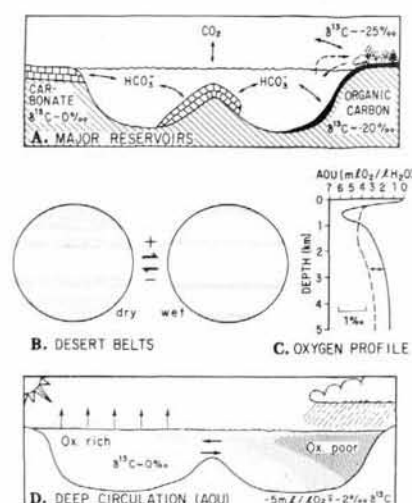 CO₂
δ¹³C~-25‰
HCO₃⁻
HCO₃⁻
CAR-
BONATE
δ¹³C~0‰
ORGANIC
CARBON
δ¹³C~-20‰
A. MAJOR RESERVOIRS
+
−
dry
wet
B. DESERT BELTS
AOU [mℓO₂/ℓH₂O]
7 6 5 4 3 2 1 0
0
1
2
3
4
5
DEPTH (km)
1‰
C. OXYGEN PROFILE
Ox. rich
Ox. poor
δ¹³C~0‰
D. DEEP CIRCULATION (AOU)
-5mℓ/ℓO₂≙-2‰ δ¹³C